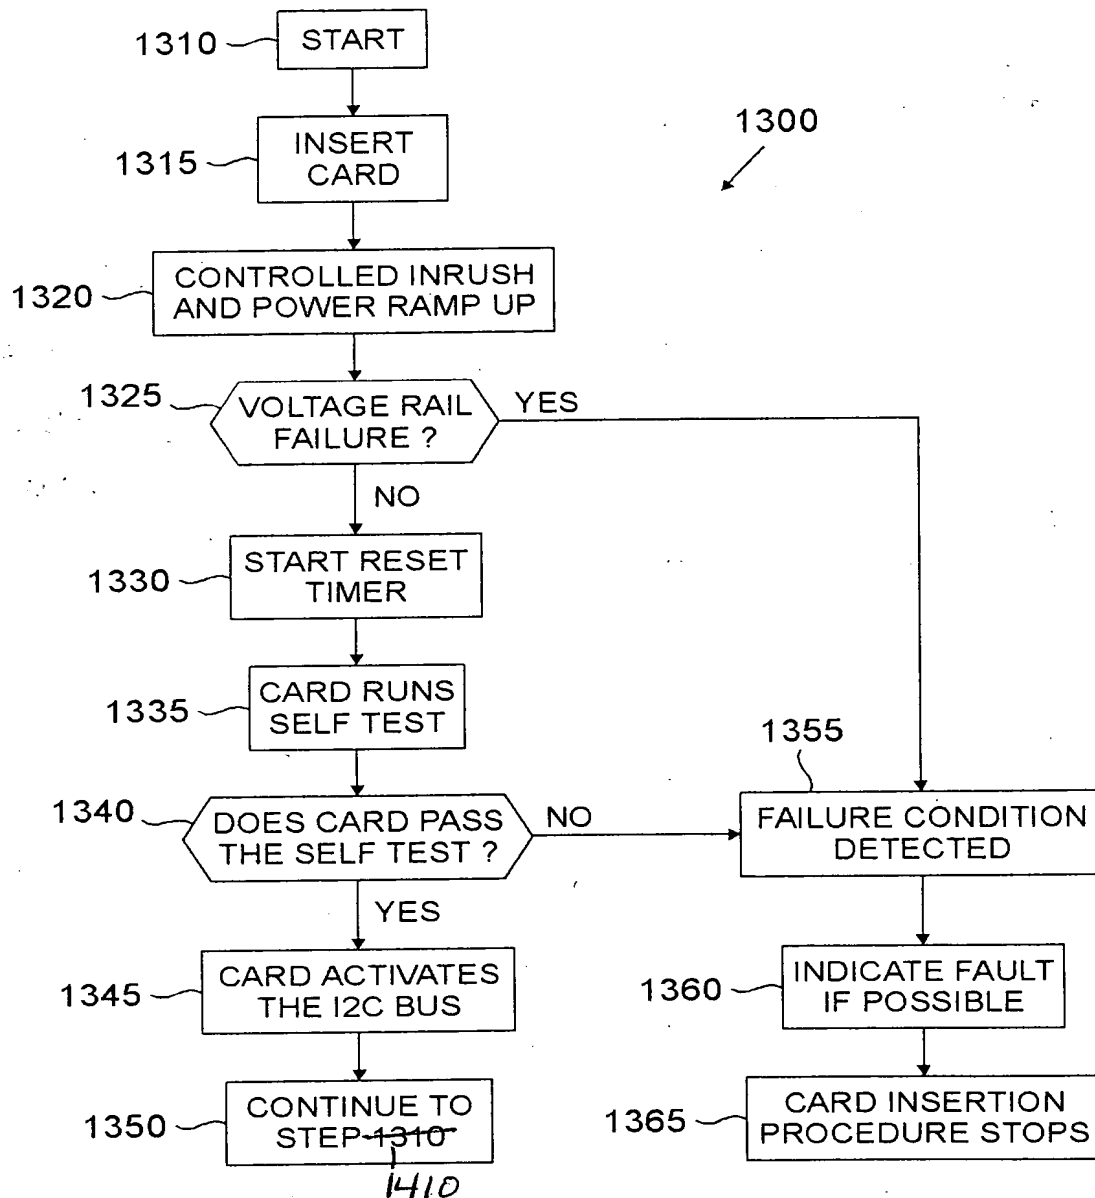 1310
START
1300
1315
INSERT
CARD
1320
CONTROLLED INRUSH
AND POWER RAMP UP
1325
VOLTAGE RAIL
FAILURE ?
YES
NO
1330
START RESET
TIMER
1335
CARD RUNS
SELF TEST
1340
DOES CARD PASS
THE SELF TEST ?
NO
YES
1355
FAILURE CONDITION
DETECTED
1345
CARD ACTIVATES
THE I2C BUS
1360
INDICATE FAULT
IF POSSIBLE
1350
CONTINUE TO
STEP 1310
1410
1365
CARD INSERTION
PROCEDURE STOPS